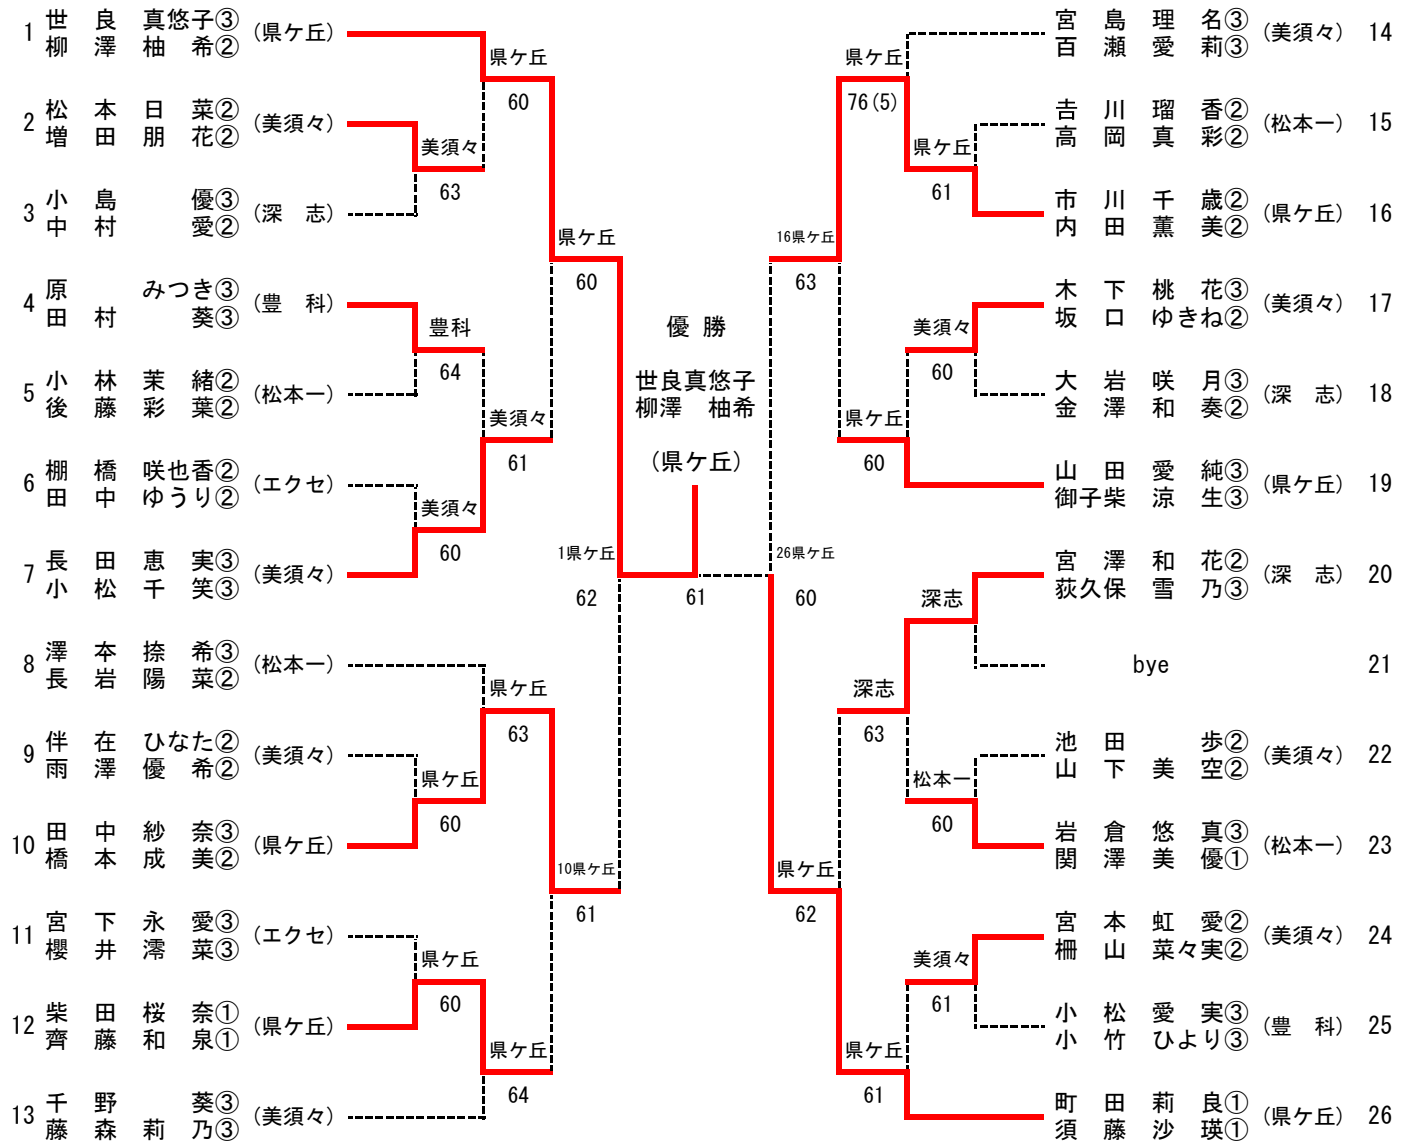 1 世良 真悠子③ (県ケ丘)
柳澤柚希②
2 松本日菜② (美須々)
増田朋花②
3 小島 優③ (深 志)
中村 愛②
4 原 みつき③ (豊 科)
田村 葵③
5 小林茉緒② (松本一)
後藤彩葉②
6 棚橋咲也香② (エクセ)
田中ゆうり②
7 長田恵実③ (美須々)
小松千笑③
8 澤本捺希③ (松本一)
長岩陽菜②
9 伴在ひなた② (美須々)
雨澤優希②
10 田中紗奈③ (県ケ丘)
橋本成美②
11 宮下永愛③ (エクセ)
櫻井澪菜③
12 柴田桜奈① (県ケ丘)
齊藤和泉①
13 千野 葵③ (美須々)
藤森莉乃③
県ケ丘
60
美須々
63
県ケ丘
60
豊科
64
美須々
61
美須々
60
1県ケ丘
62
県ケ丘
63
県ケ丘
60
10県ケ丘
61
県ケ丘
60
県ケ丘
64
優 勝
世良真悠子
柳澤 柚希
(県ケ丘)
61
県ケ丘
76(5)
県ケ丘
61
16県ケ丘
63
美須々
60
県ケ丘
60
26県ケ丘
60
深志
深志
63
松本一
60
県ケ丘
62
美須々
61
県ケ丘
61
宮島理名③ (美須々) 14
百瀬愛莉③
吉川瑠香② (松本一) 15
高岡真彩②
市川千歳② (県ケ丘) 16
内田薫美②
木下桃花③ (美須々) 17
坂口ゆきね②
大岩咲月③ (深 志) 18
金澤和奏②
山田愛純③ (県ケ丘) 19
御子柴涼生③
宮澤和花② (深 志) 20
荻久保雪乃③
bye 21
池田 歩② (美須々) 22
山下美空②
岩倉悠真③ (松本一) 23
関澤美優①
宮本虹愛② (美須々) 24
柵山菜々実②
小松愛実③ (豊 科) 25
小竹ひより③
町田莉良① (県ケ丘) 26
須藤沙瑛①